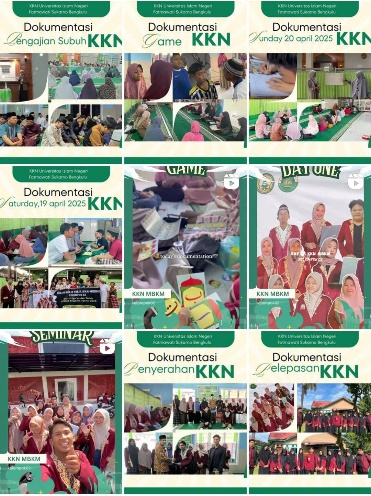 KKN Universitas Islam Negeri
Fatmawati Sukarno Bengkulu
Dokumentasi
Pengajian Subuh KKN
KKN Universitas Islam Negeri
Fatmawati Sukarno Bengkulu
Dokumentasi
Game KKN
KKN Universitas Islam Negeri
Fatmawati Sukarno Bengkulu
Dokumentasi
Sunday 20 april 2025 KKN
KKN Universitas Islam Negeri
Fatmawati Sukarno Bengkulu
Dokumentasi
Saturday,19 april 2025 KKN
GAME
KKN MBKM
DAY ONE
KKN MBKM
SEMINAR
KKN MBKM
KKN Universitas Islam Negeri
Fatmawati Sukarno Bengkulu
Dokumentasi
Penyerahan KKN
KKN Universitas Islam Negeri
Fatmawati Sukarno Bengkulu
Dokumentasi
Pelepasan KKN